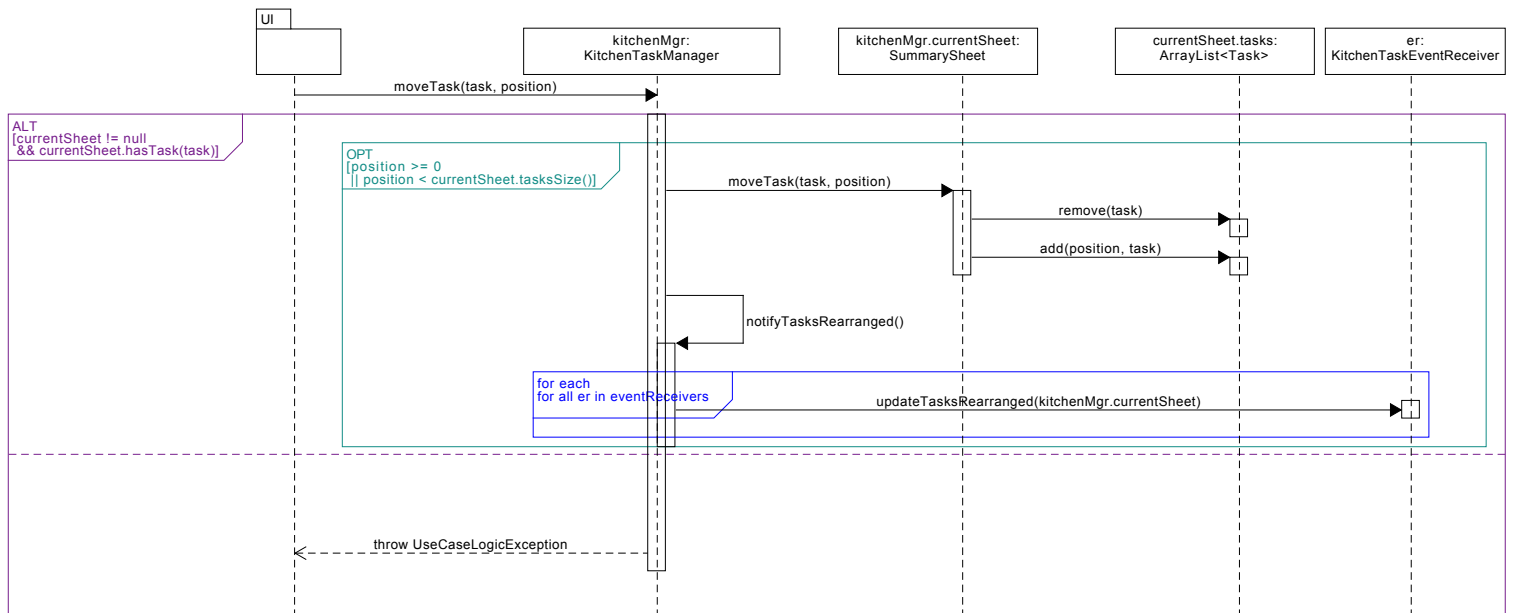 UI
kitchenMgr:
KitchenTaskManager
kitchenMgr.currentSheet:
SummarySheet
currentSheet.tasks:
ArrayList<Task>
er:
KitchenTaskEventReceiver
moveTask(task, position)
ALT
[currentSheet != null
&& currentSheet.hasTask(task)]
OPT
[position >= 0
|| position < currentSheet.tasksSize()]
moveTask(task, position)
remove(task)
add(position, task)
notifyTasksRearranged()
for each
for all er in eventReceivers
updateTasksRearranged(kitchenMgr.currentSheet)
throw UseCaseLogicException